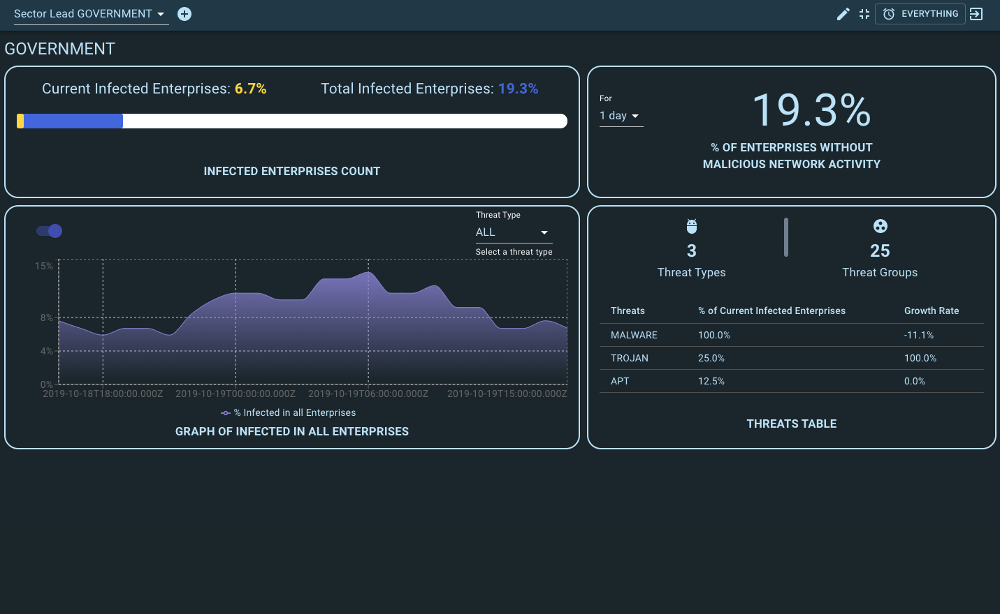 Sector Lead GOVERNMENT
EVERYTHING
GOVERNMENT
Current Infected Enterprises: 6.7%
Total Infected Enterprises: 19.3%
INFECTED ENTERPRISES COUNT
For
1 day
19.3%
% OF ENTERPRISES WITHOUT
MALICIOUS NETWORK ACTIVITY
Threat Type
ALL
Select a threat type
15%
8%
4%
0%
2019-10-18T18:00:00.000Z
2019-10-19T00:00:00.000Z
2019-10-19T06:00:00.000Z
2019-10-19T15:00:00.000Z
% Infected in all Enterprises
GRAPH OF INFECTED IN ALL ENTERPRISES
3
Threat Types
25
Threat Groups
Threats % of Current Infected Enterprises Growth Rate
MALWARE 100.0% -11.1%
TROJAN 25.0% 100.0%
APT 12.5% 0.0%
THREATS TABLE